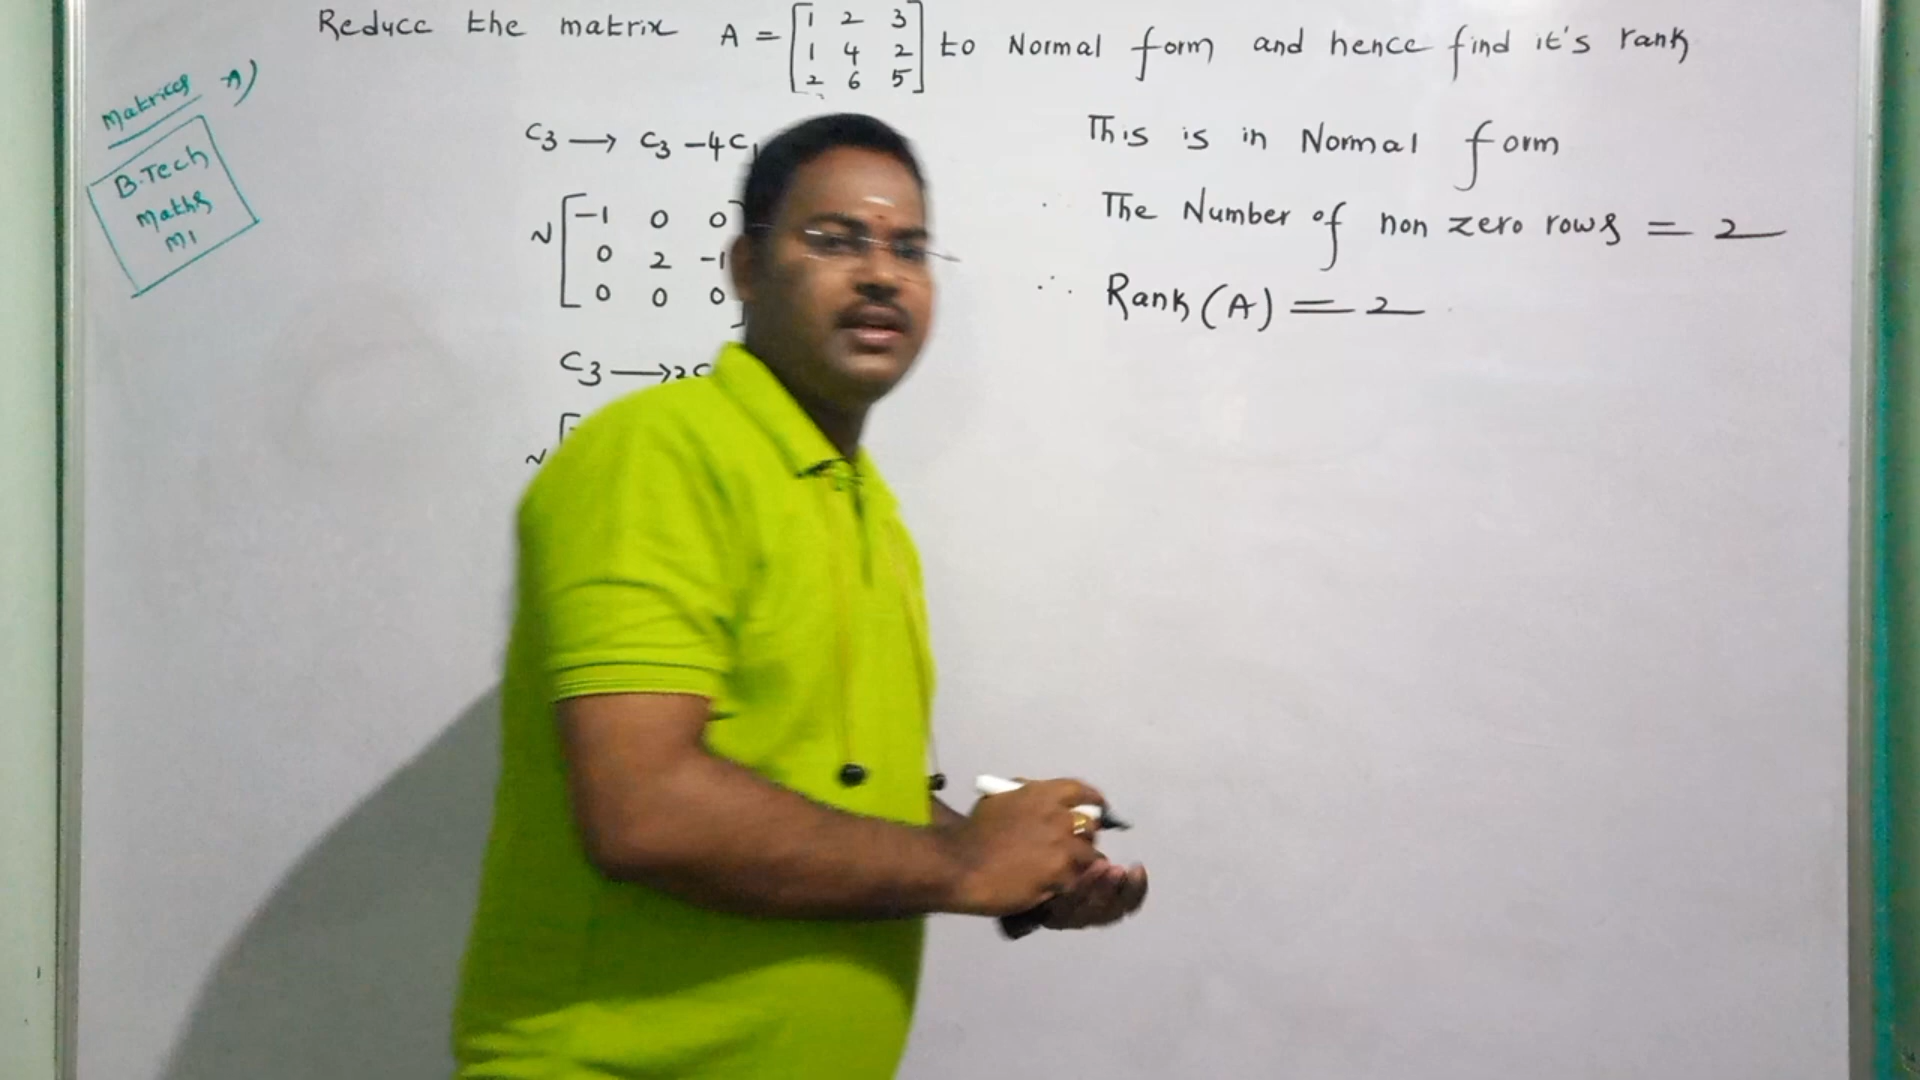 Reduce the matrix A = [1 2 3
1 4 2
2 6 5] to Normal form and hence find it's rank
Matrices A)
B.Tech
Maths
M1
C3 → C3 -4C1
~ [-1 0 0
0 2 -1
0 0 0]
C3 → 2C
~ [
This is in Normal form
The Number of non zero rows = 2
∴ Rank (A) = 2